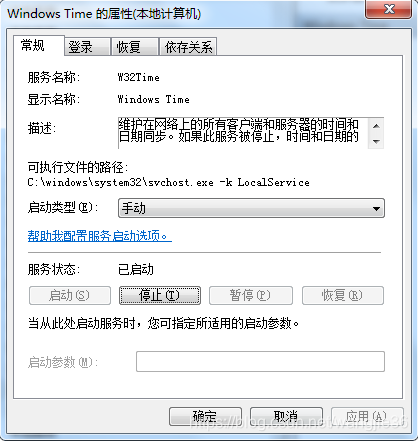 Windows Time 的属性(本地计算机)
常规 登录 恢复 依存关系
服务名称: W32Time
显示名称: Windows Time
描述: 维护在网络上的所有客户端和服务器的时间和
日期同步。如果此服务被停止，时间和日期的
可执行文件的路径:
C:\windows\system32\svchost.exe -k LocalService
启动类型(E): 手动
帮助我配置服务启动选项。
服务状态: 已启动
启动(S) 停止(T) 暂停(P) 恢复(R)
当从此处启动服务时，您可指定所适用的启动参数。
启动参数(M):
确定 取消 应用(A)